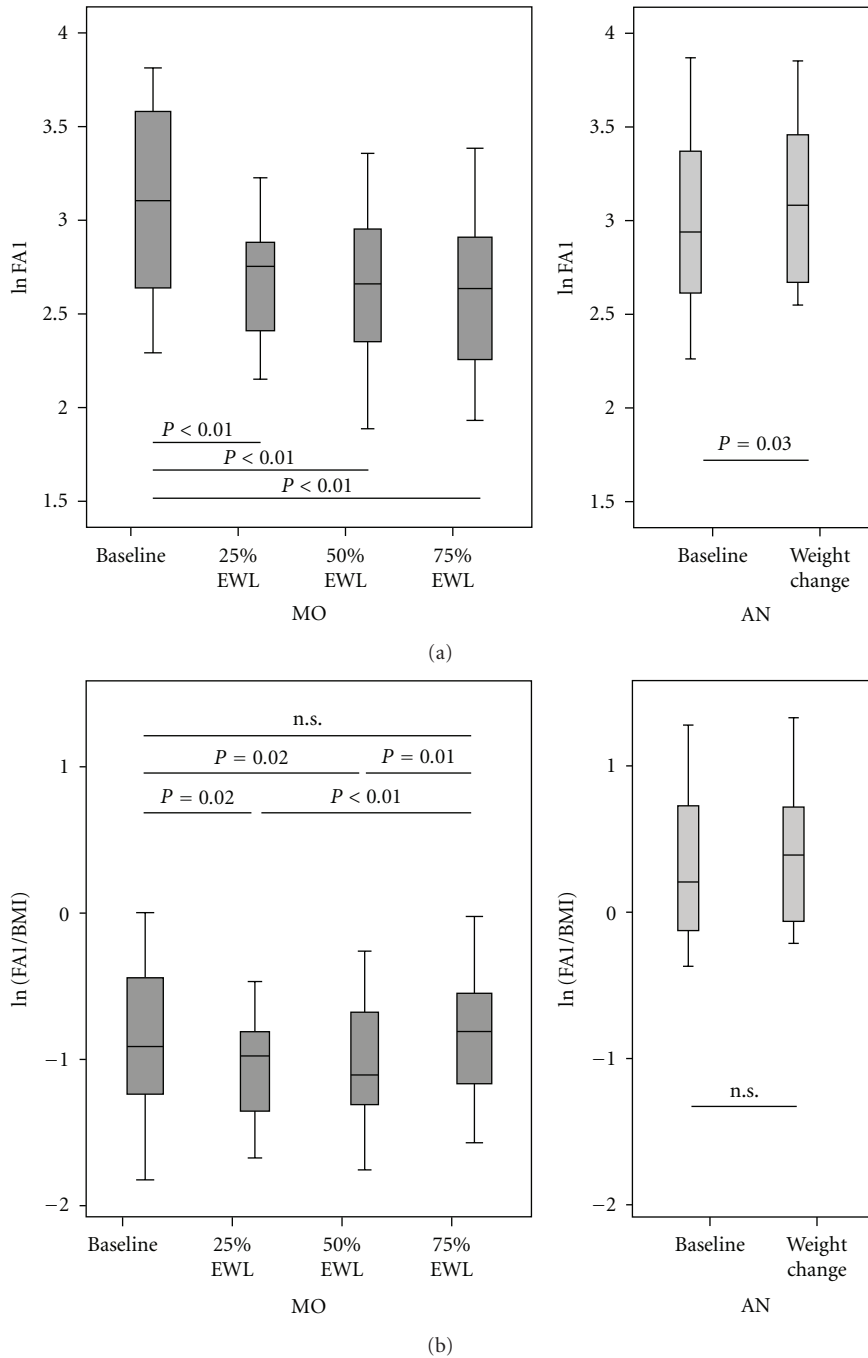 4
3.5
3
2.5
2
1.5
ln FA1
P < 0.01
P < 0.01
P < 0.01
Baseline
25% EWL
50% EWL
75% EWL
MO
4
3.5
3
2.5
2
1.5
ln FA1
P = 0.03
Baseline
Weight change
AN
(a)
1
0
−1
−2
ln (FA1/BMI)
n.s.
P = 0.02
P = 0.01
P = 0.02
P < 0.01
Baseline
25% EWL
50% EWL
75% EWL
MO
1
0
−1
−2
ln (FA1/BMI)
n.s.
Baseline
Weight change
AN
(b)